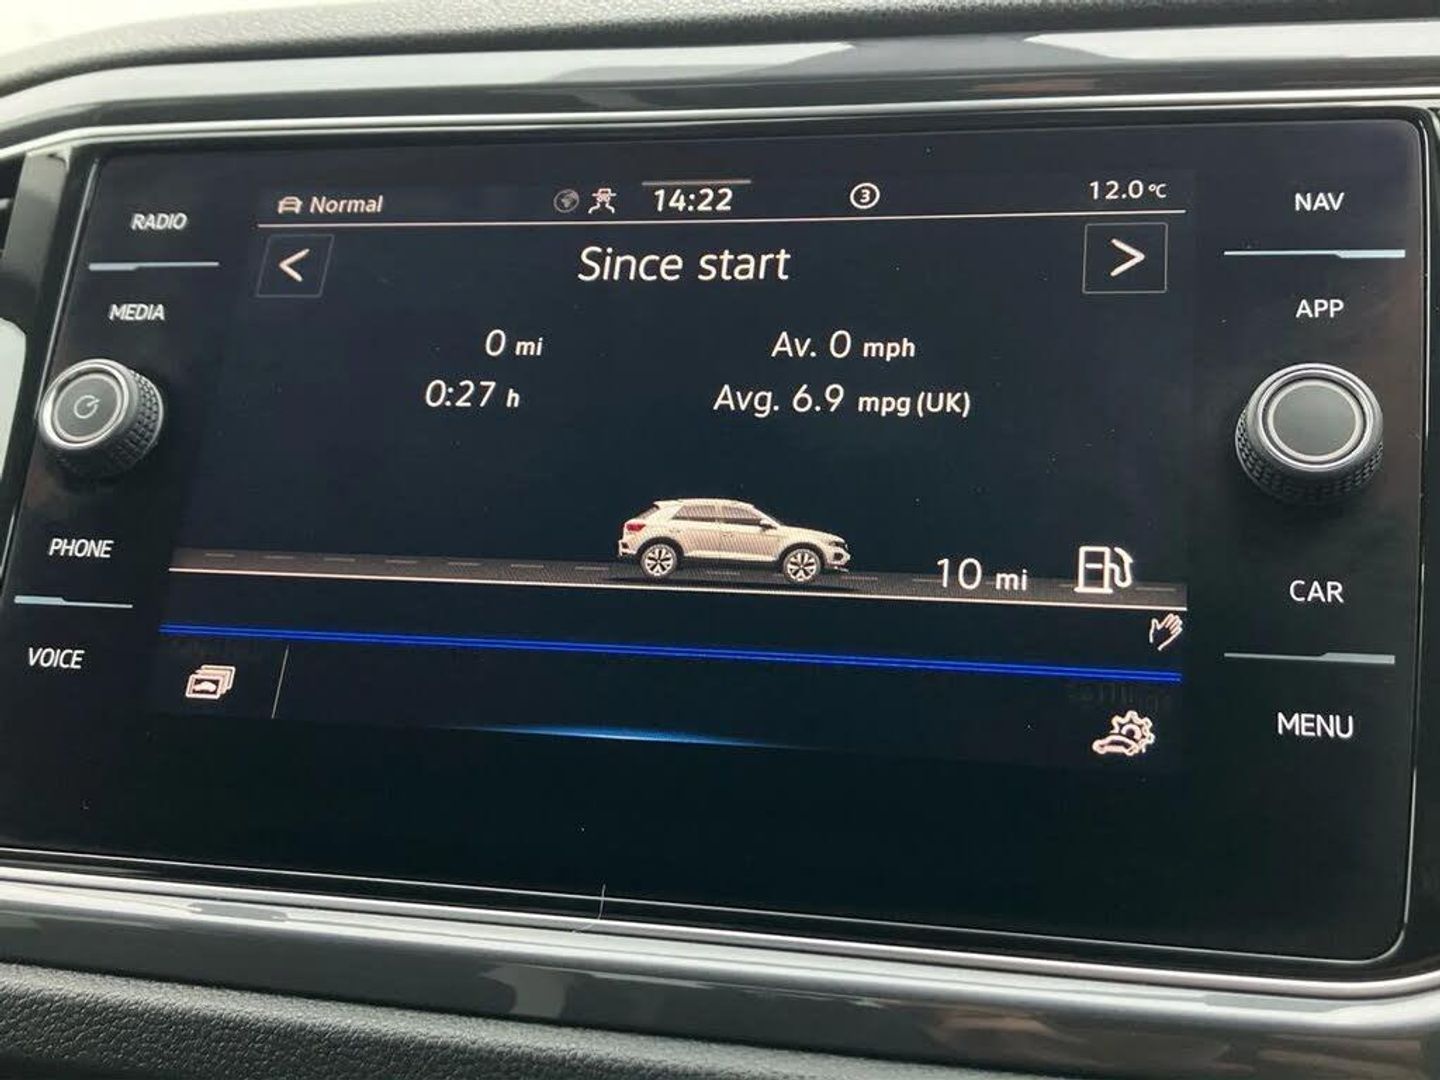 Normal
14:22
3
12.0 °C
RADIO
NAV
<
Since start
>
MEDIA
APP
0 mi
Av. 0 mph
0:27 h
Avg. 6.9 mpg (UK)
PHONE
10 mi
CAR
VOICE
MENU